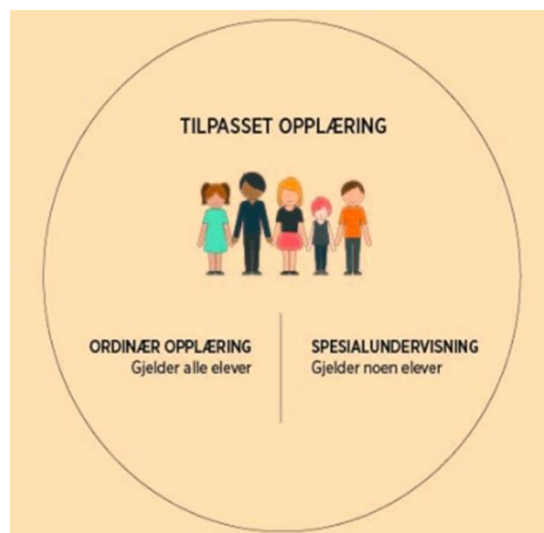 TILPASSET OPPLÆRING
ORDINÆR OPPLÆRING
Gjelder alle elever
SPESIALUNDERVISNING
Gjelder noen elever